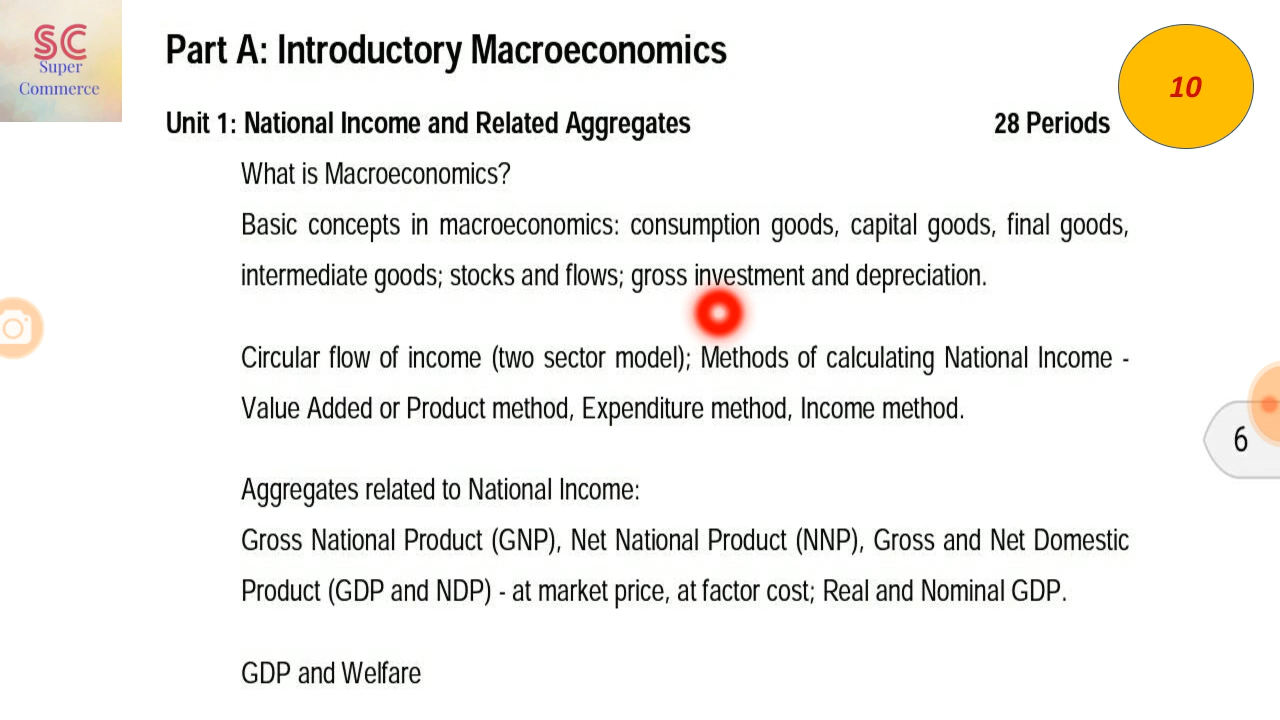 SC
Super
Commerce
Part A: Introductory Macroeconomics
10
Unit 1: National Income and Related Aggregates 28 Periods
What is Macroeconomics?
Basic concepts in macroeconomics: consumption goods, capital goods, final goods,
intermediate goods; stocks and flows; gross investment and depreciation.
Circular flow of income (two sector model); Methods of calculating National Income -
Value Added or Product method, Expenditure method, Income method.
6
Aggregates related to National Income:
Gross National Product (GNP), Net National Product (NNP), Gross and Net Domestic
Product (GDP and NDP) - at market price, at factor cost; Real and Nominal GDP.
GDP and Welfare